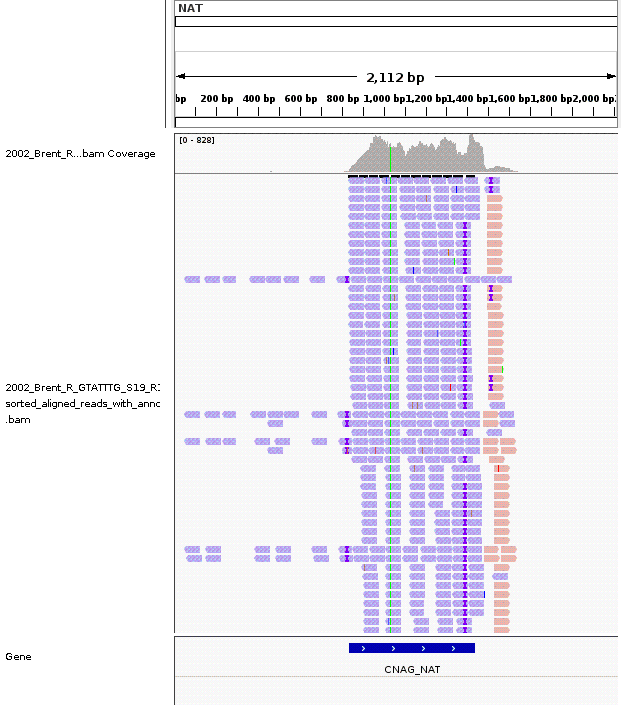 NAT
2,112 bp
bp 200 bp 400 bp 600 bp 800 bp 1,000 bp 1,200 bp 1,400 bp 1,600 bp 1,800 bp 2,000 bp
[0 - 828]
2002_Brent_R...bam Coverage
2002_Brent_R_GTATTTG_S19_R1
sorted_aligned_reads_with_anno
.bam
Gene
CNAG_NAT